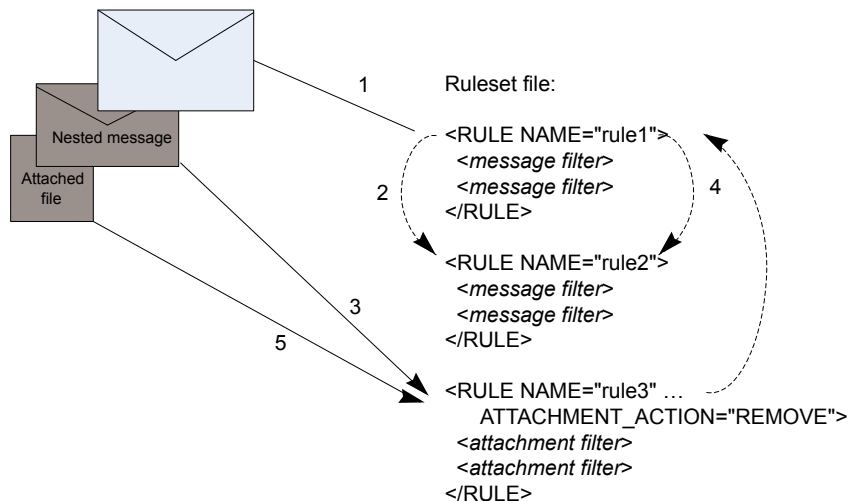 1
Ruleset file:
Nested message
Attached
file
<RULE NAME="rule1">
<message filter>
<message filter>
</RULE>
2
4
<RULE NAME="rule2">
<message filter>
<message filter>
</RULE>
3
5
<RULE NAME="rule3" …
ATTACHMENT_ACTION="REMOVE">
<attachment filter>
<attachment filter>
</RULE>